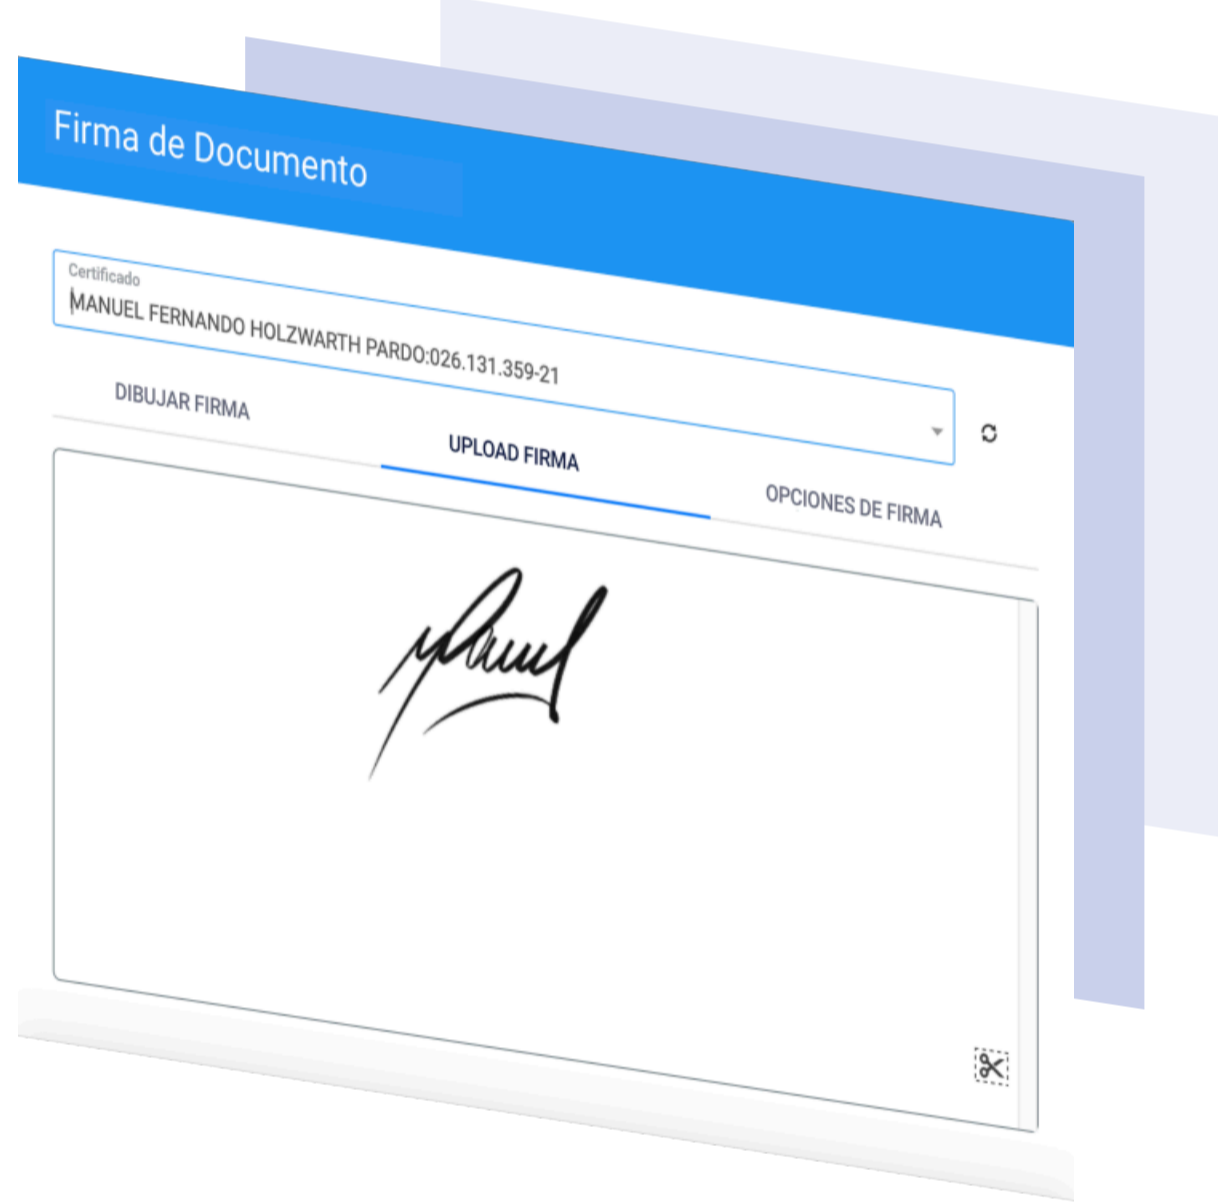 Firma de Documento
Certificado
MANUEL FERNANDO HOLZWARTH PARDO:026.131.359-21
DIBUJAR FIRMA
UPLOAD FIRMA
OPCIONES DE FIRMA
Manuel